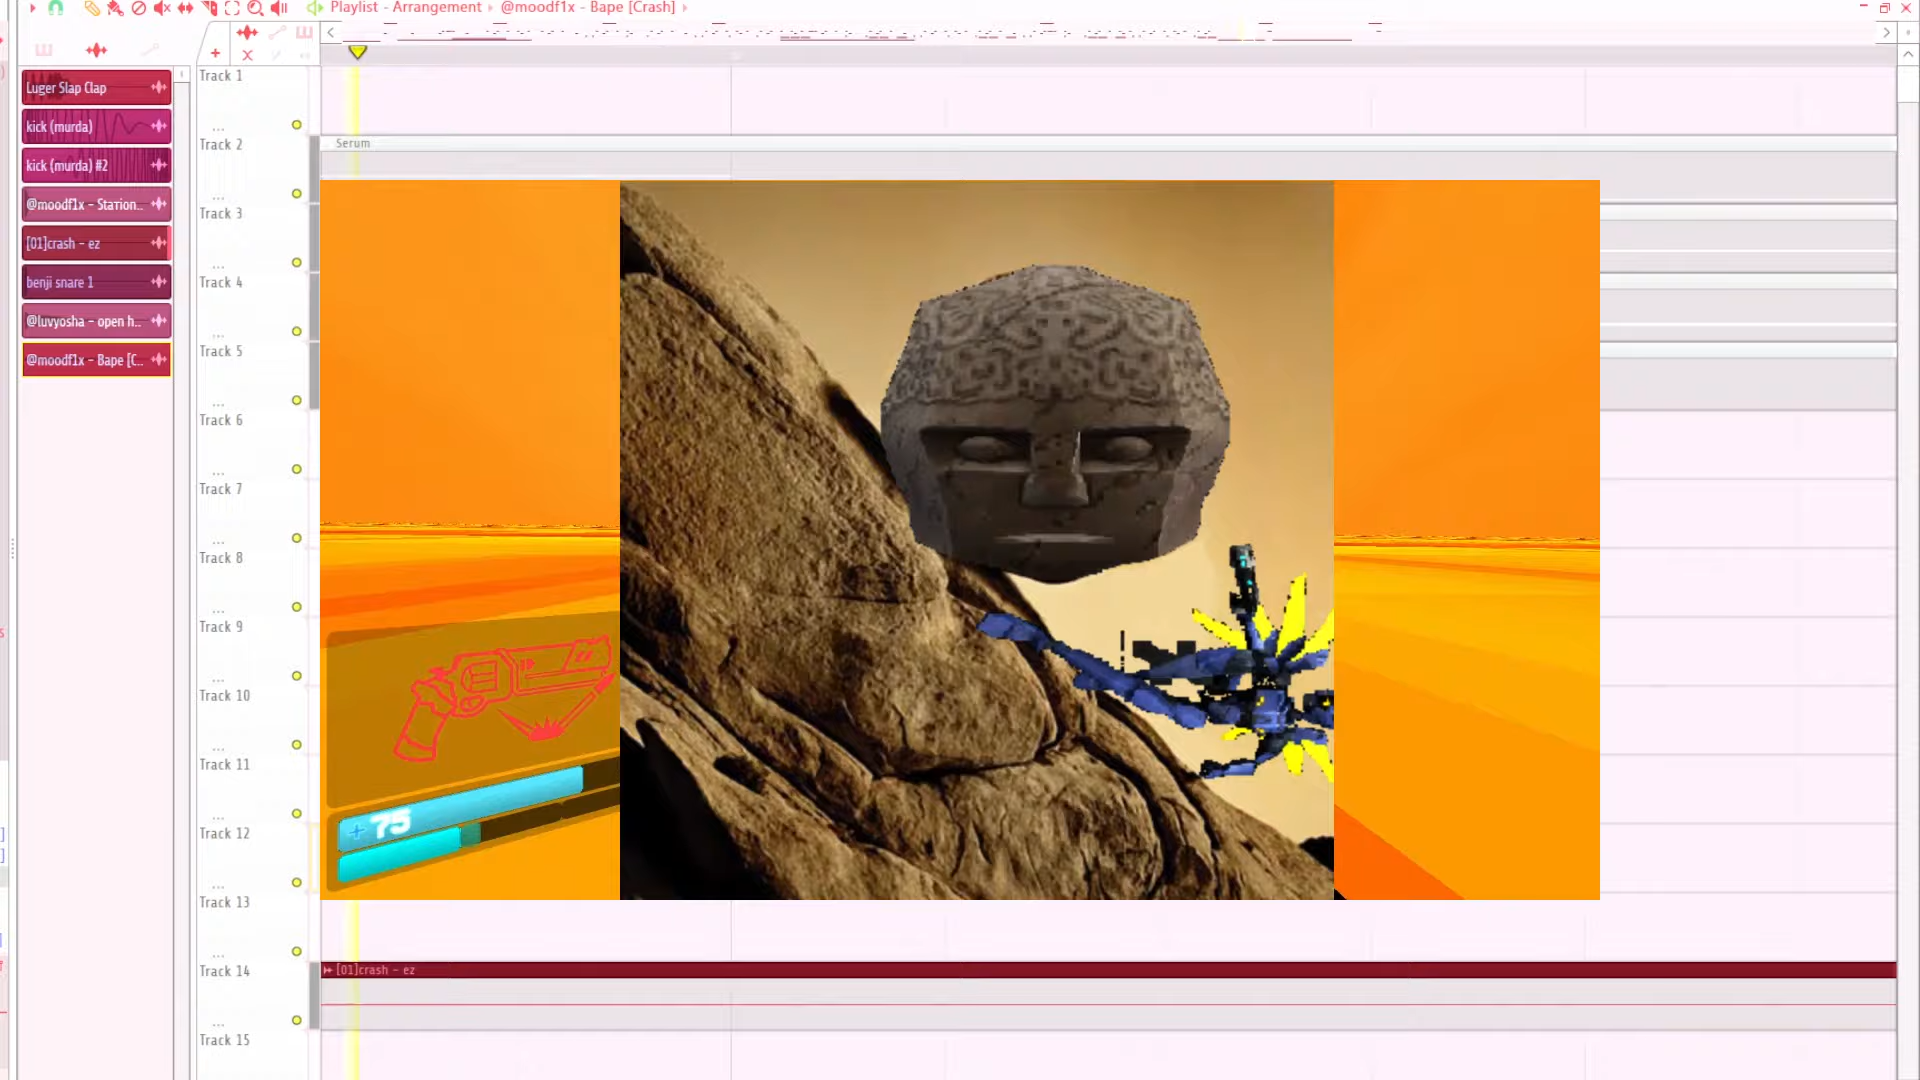 Playlist - Arrangement › @moodf1x - Bape [Crash] ›
Luger Slap Clap
kick (murda)
kick (murda) #2
@moodf1x - Staтion..
[01]crash - ez
benji snare 1
@luvyosha - open h..
@moodf1x - Bape [C..
Track 1
...
Track 2
Serum
...
Track 3
...
Track 4
...
Track 5
...
Track 6
...
Track 7
...
Track 8
...
Track 9
...
Track 10
...
Track 11
...
Track 12
+ 75
...
Track 13
...
Track 14
[01]crash - ez
...
Track 15